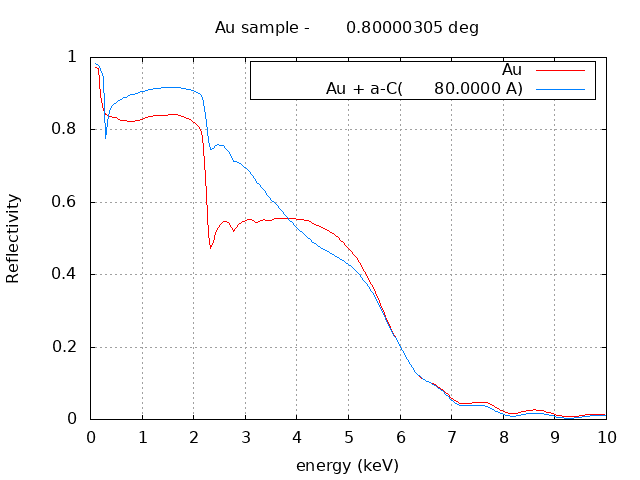 Au sample -       0.80000305 deg
Au
Au + a-C(      80.0000 A)
Reflectivity
1
0.8
0.6
0.4
0.2
0
0 1 2 3 4 5 6 7 8 9 10
energy (keV)